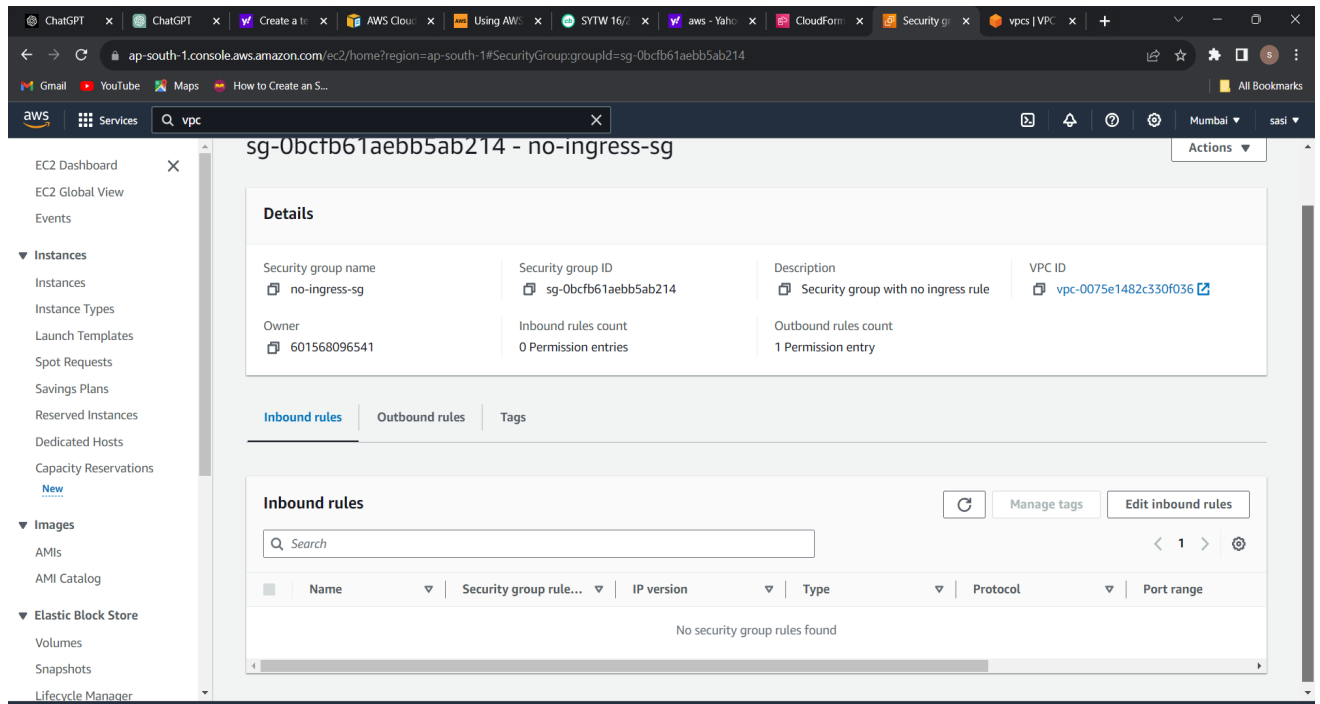 ChatGPT ChatGPT Create a te AWS Cloud Using AWS SYTW 16/2 aws - Yaho CloudForm Security gr vpcs | VPC
ap-south-1.console.aws.amazon.com/ec2/home?region=ap-south-1#SecurityGroup:groupId=sg-0bcfb61aebb5ab214
Gmail YouTube Maps How to Create an S... All Bookmarks
aws Services vpc Mumbai sasi
sg-0bcfb61aebb5ab214 - no-ingress-sg
Actions
EC2 Dashboard
EC2 Global View
Events
Instances
Instances
Instance Types
Launch Templates
Spot Requests
Savings Plans
Reserved Instances
Dedicated Hosts
Capacity Reservations
New
Images
AMIs
AMI Catalog
Elastic Block Store
Volumes
Snapshots
Lifecycle Manager
Details
Security group name
no-ingress-sg
Security group ID
sg-0bcfb61aebb5ab214
Description
Security group with no ingress rule
VPC ID
vpc-0075e1482c330f036
Owner
601568096541
Inbound rules count
0 Permission entries
Outbound rules count
1 Permission entry
Inbound rules Outbound rules Tags
Inbound rules
Manage tags Edit inbound rules
Search
1
Name Security group rule... IP version Type Protocol Port range
No security group rules found